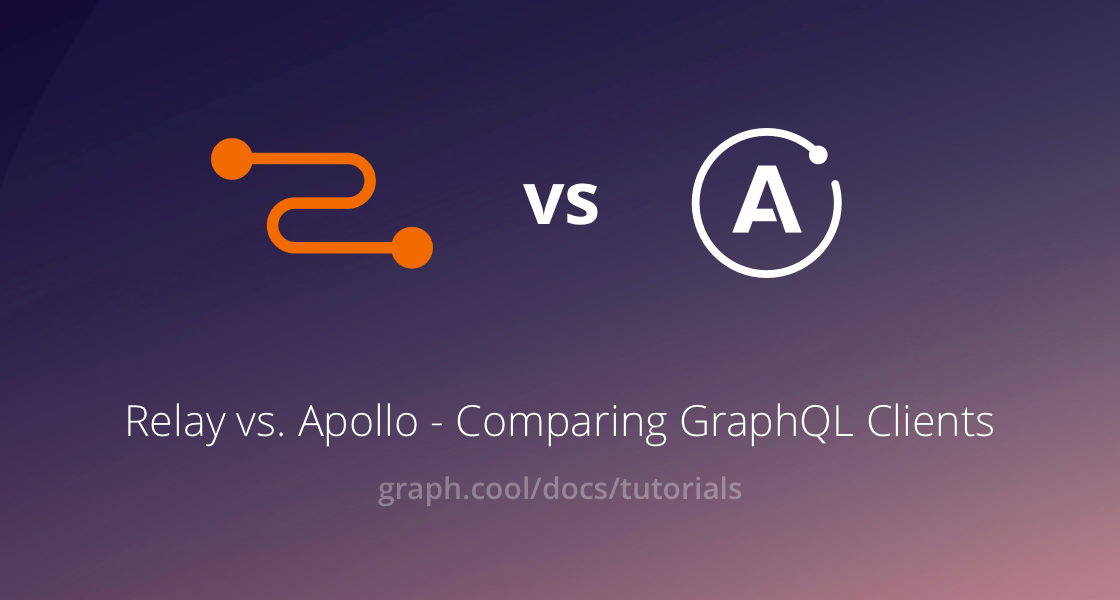 vs
A
Relay vs. Apollo - Comparing GraphQL Clients
graph.cool/docs/tutorials